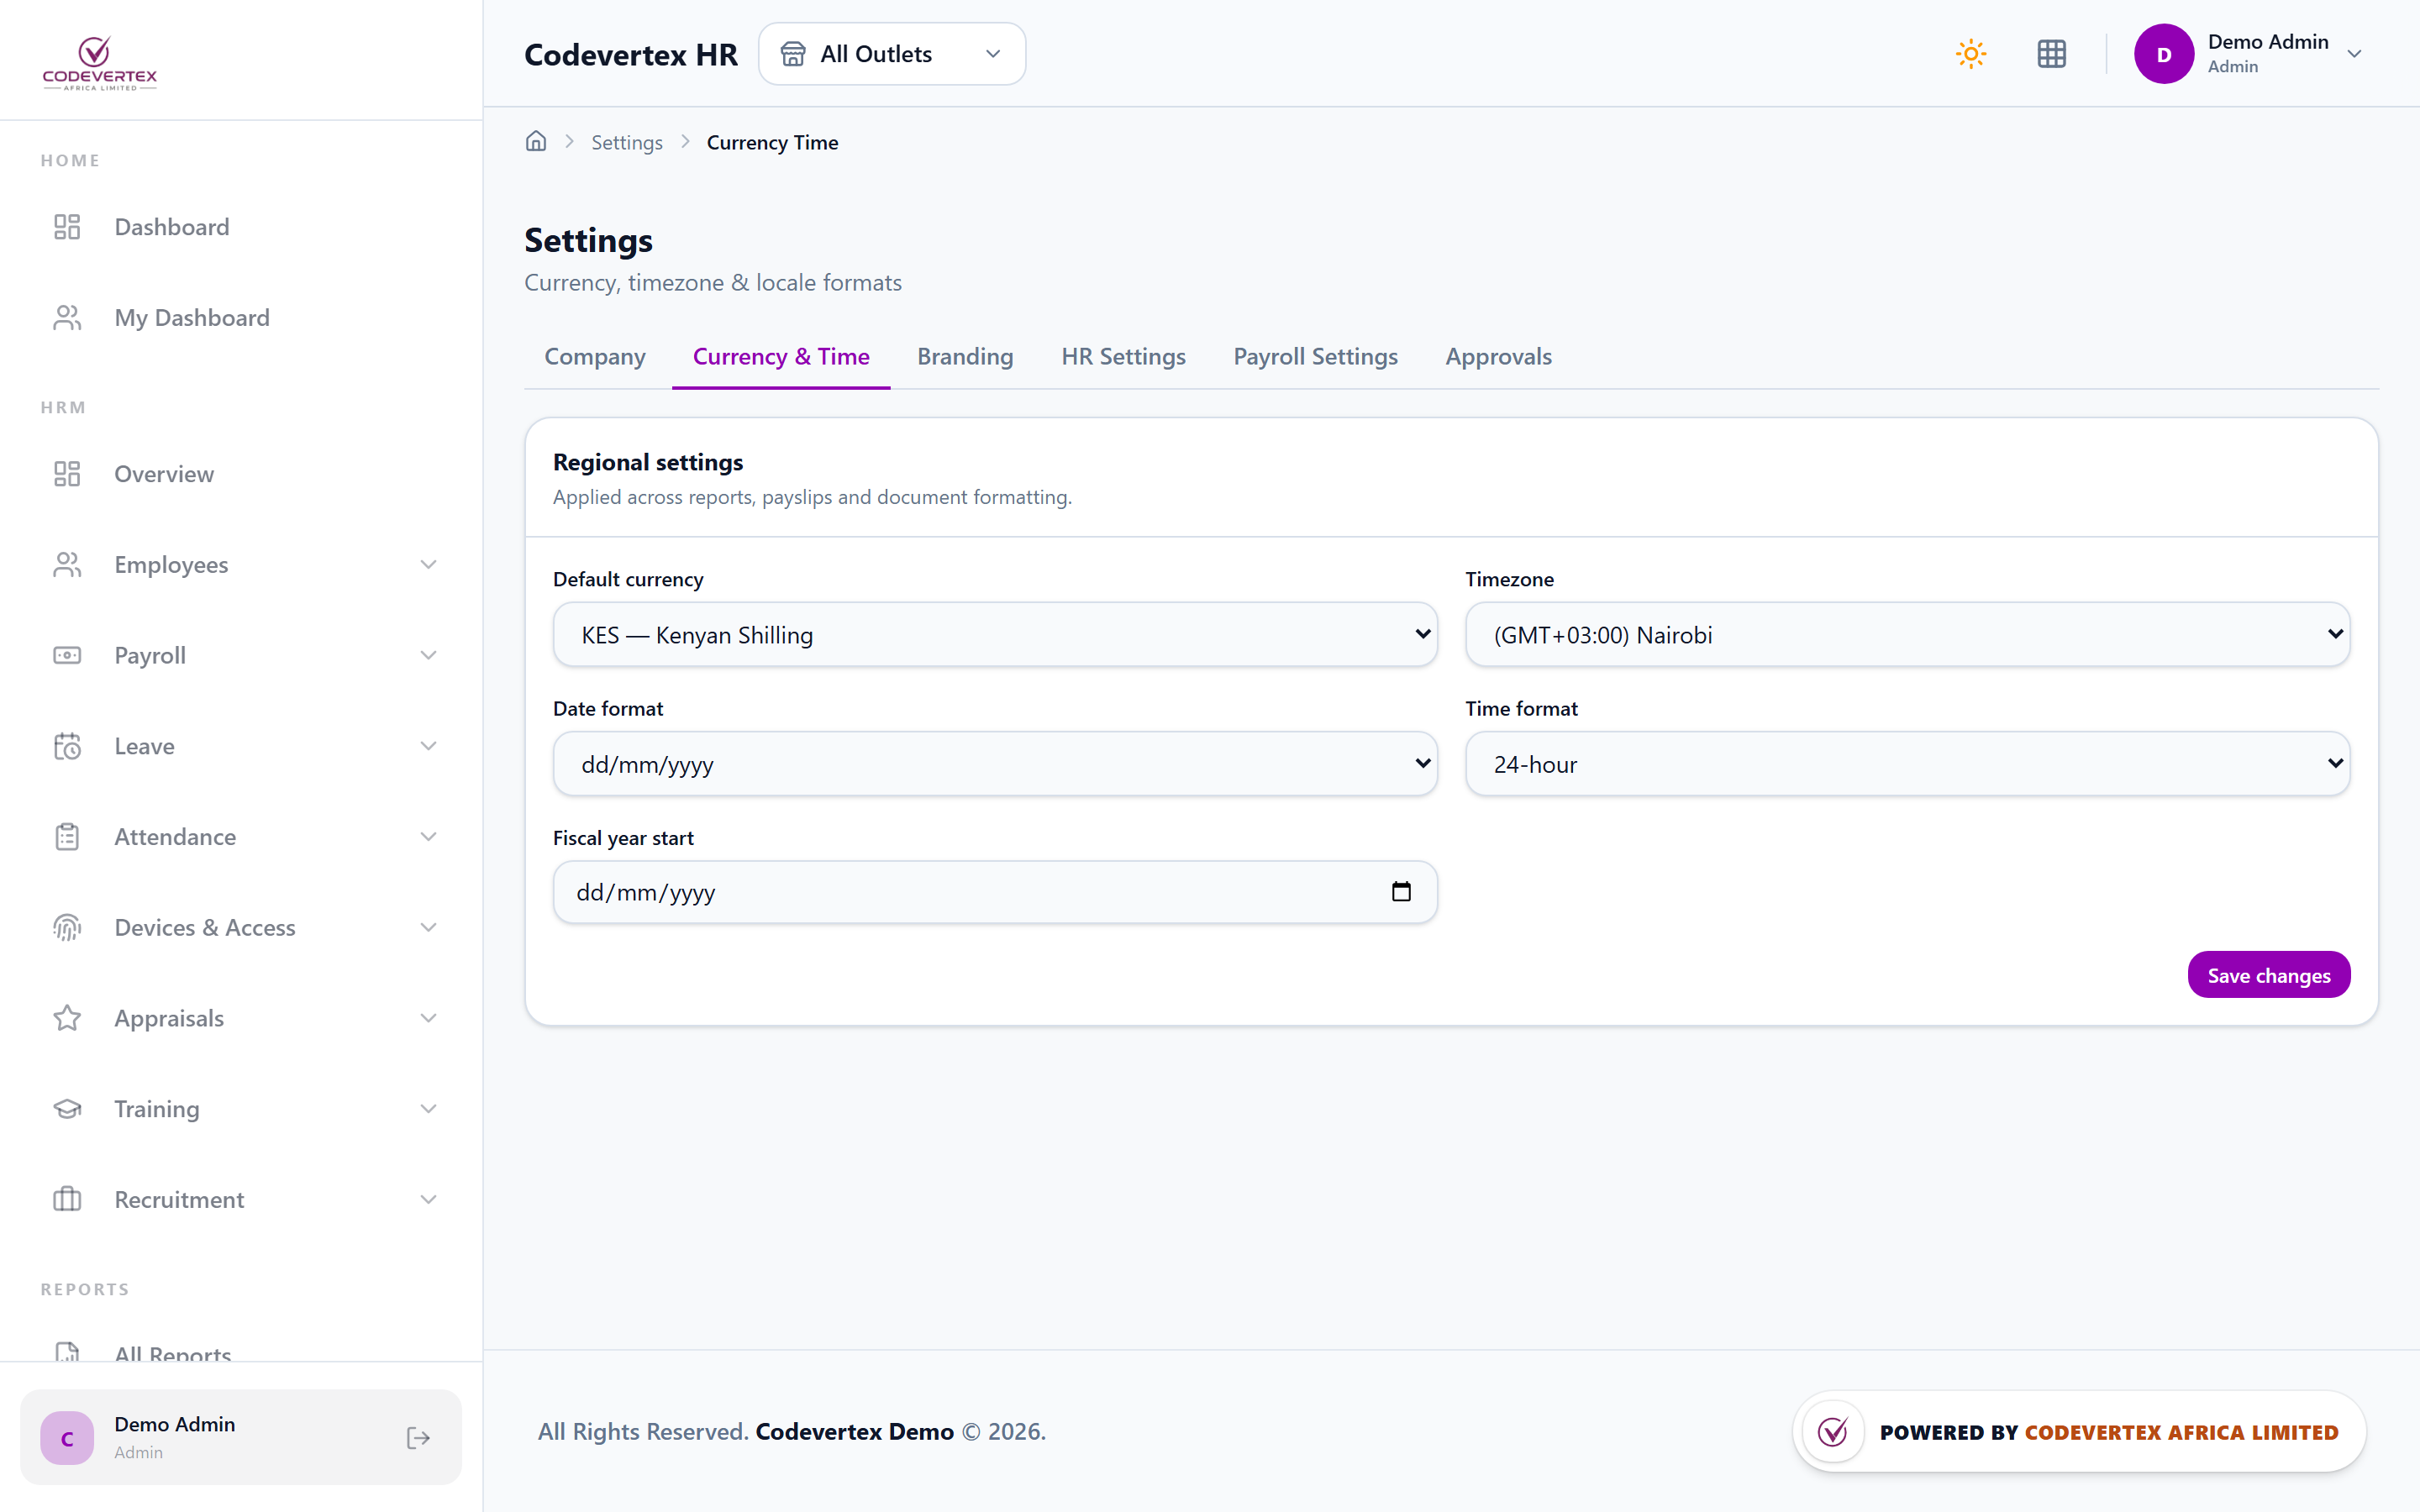 CODEVERTEX
AFRICA LIMITED
HOME
Dashboard
My Dashboard
HRM
Overview
Employees
Payroll
Leave
Attendance
Devices & Access
Appraisals
Training
Recruitment
REPORTS
All Reports
C
Demo Admin
Admin
Codevertex HR
All Outlets
D
Demo Admin
Admin
Settings
Currency Time
Settings
Currency, timezone & locale formats
Company
Currency & Time
Branding
HR Settings
Payroll Settings
Approvals
Regional settings
Applied across reports, payslips and document formatting.
Default currency
KES — Kenyan Shilling
Timezone
(GMT+03:00) Nairobi
Date format
dd/mm/yyyy
Time format
24-hour
Fiscal year start
dd/mm/yyyy
Save changes
All Rights Reserved. Codevertex Demo © 2026.
POWERED BY CODEVERTEX AFRICA LIMITED